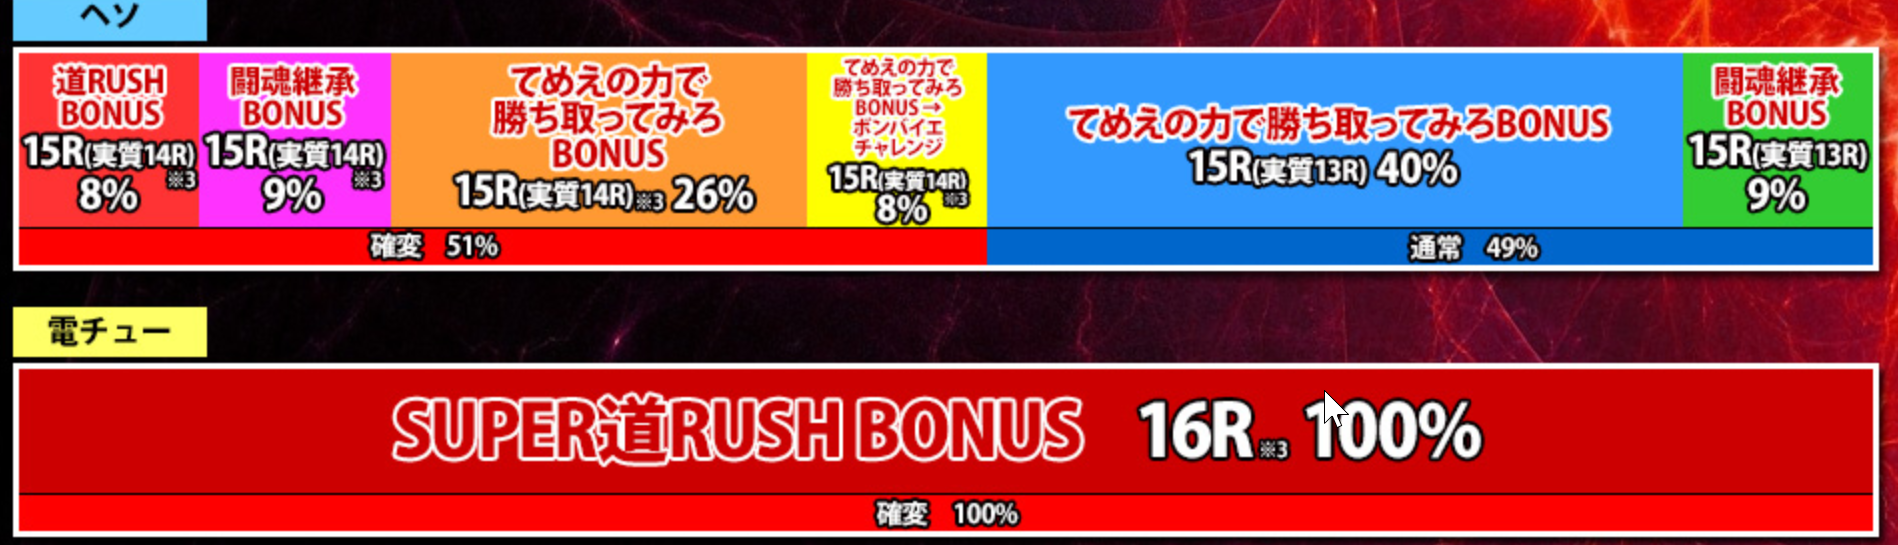 ヘソ
道RUSH
BONUS
15R(実質14R)
8% ※3
闘魂継承
BONUS
15R(実質14R)
9% ※3
てめえの力で
勝ち取ってみろ
BONUS
15R(実質14R)※3 26%
てめえの力で
勝ち取ってみろ
BONUS→
ボンバイエ
チャレンジ
15R(実質14R)
8% ※3
てめえの力で勝ち取ってみろBONUS
15R(実質13R) 40%
闘魂継承
BONUS
15R(実質13R)
9%
確変 51%
通常 49%
電チュー
SUPER道RUSH BONUS 16R※3 100%
確変 100%